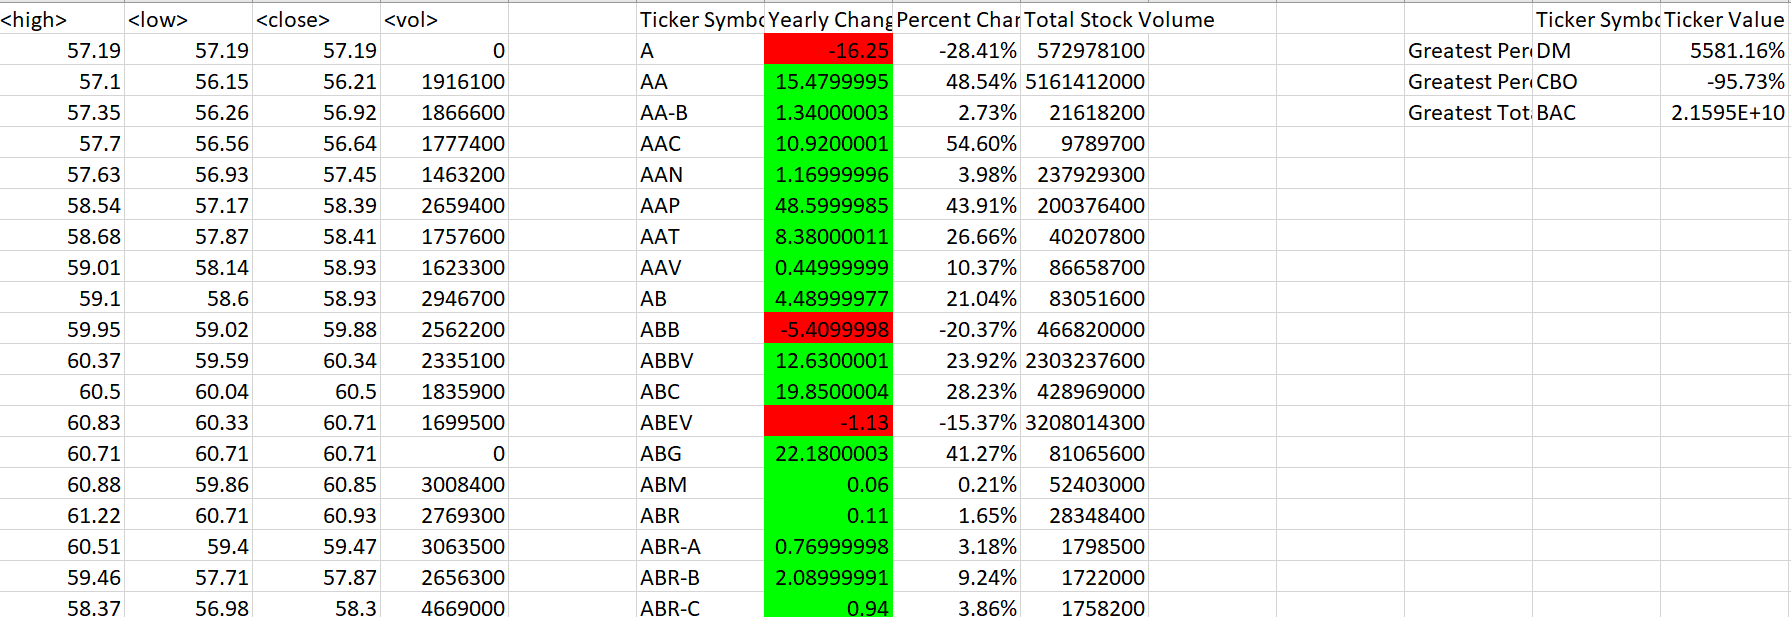 <high> <low> <close> <vol> Ticker Symbo Yearly Chang Percent Char Total Stock Volume Ticker Symbo Ticker Value
57.19 57.19 57.19 0 A -16.25 -28.41% 572978100 Greatest Perc DM 5581.16%
57.1 56.15 56.21 1916100 AA 15.4799995 48.54% 5161412000 Greatest Perc CBO -95.73%
57.35 56.26 56.92 1866600 AA-B 1.34000003 2.73% 21618200 Greatest Tota BAC 2.1595E+10
57.7 56.56 56.64 1777400 AAC 10.9200001 54.60% 9789700
57.63 56.93 57.45 1463200 AAN 1.16999996 3.98% 237929300
58.54 57.17 58.39 2659400 AAP 48.5999985 43.91% 200376400
58.68 57.87 58.41 1757600 AAT 8.38000011 26.66% 40207800
59.01 58.14 58.93 1623300 AAV 0.44999999 10.37% 86658700
59.1 58.6 58.93 2946700 AB 4.48999977 21.04% 83051600
59.95 59.02 59.88 2562200 ABB -5.4099998 -20.37% 466820000
60.37 59.59 60.34 2335100 ABBV 12.6300001 23.92% 2303237600
60.5 60.04 60.5 1835900 ABC 19.8500004 28.23% 428969000
60.83 60.33 60.71 1699500 ABEV -1.13 -15.37% 3208014300
60.71 60.71 60.71 0 ABG 22.1800003 41.27% 81065600
60.88 59.86 60.85 3008400 ABM 0.06 0.21% 52403000
61.22 60.71 60.93 2769300 ABR 0.11 1.65% 28348400
60.51 59.4 59.47 3063500 ABR-A 0.76999998 3.18% 1798500
59.46 57.71 57.87 2656300 ABR-B 2.08999991 9.24% 1722000
58.37 56.98 58.3 4669000 ABR-C 0.94 3.86% 1758200